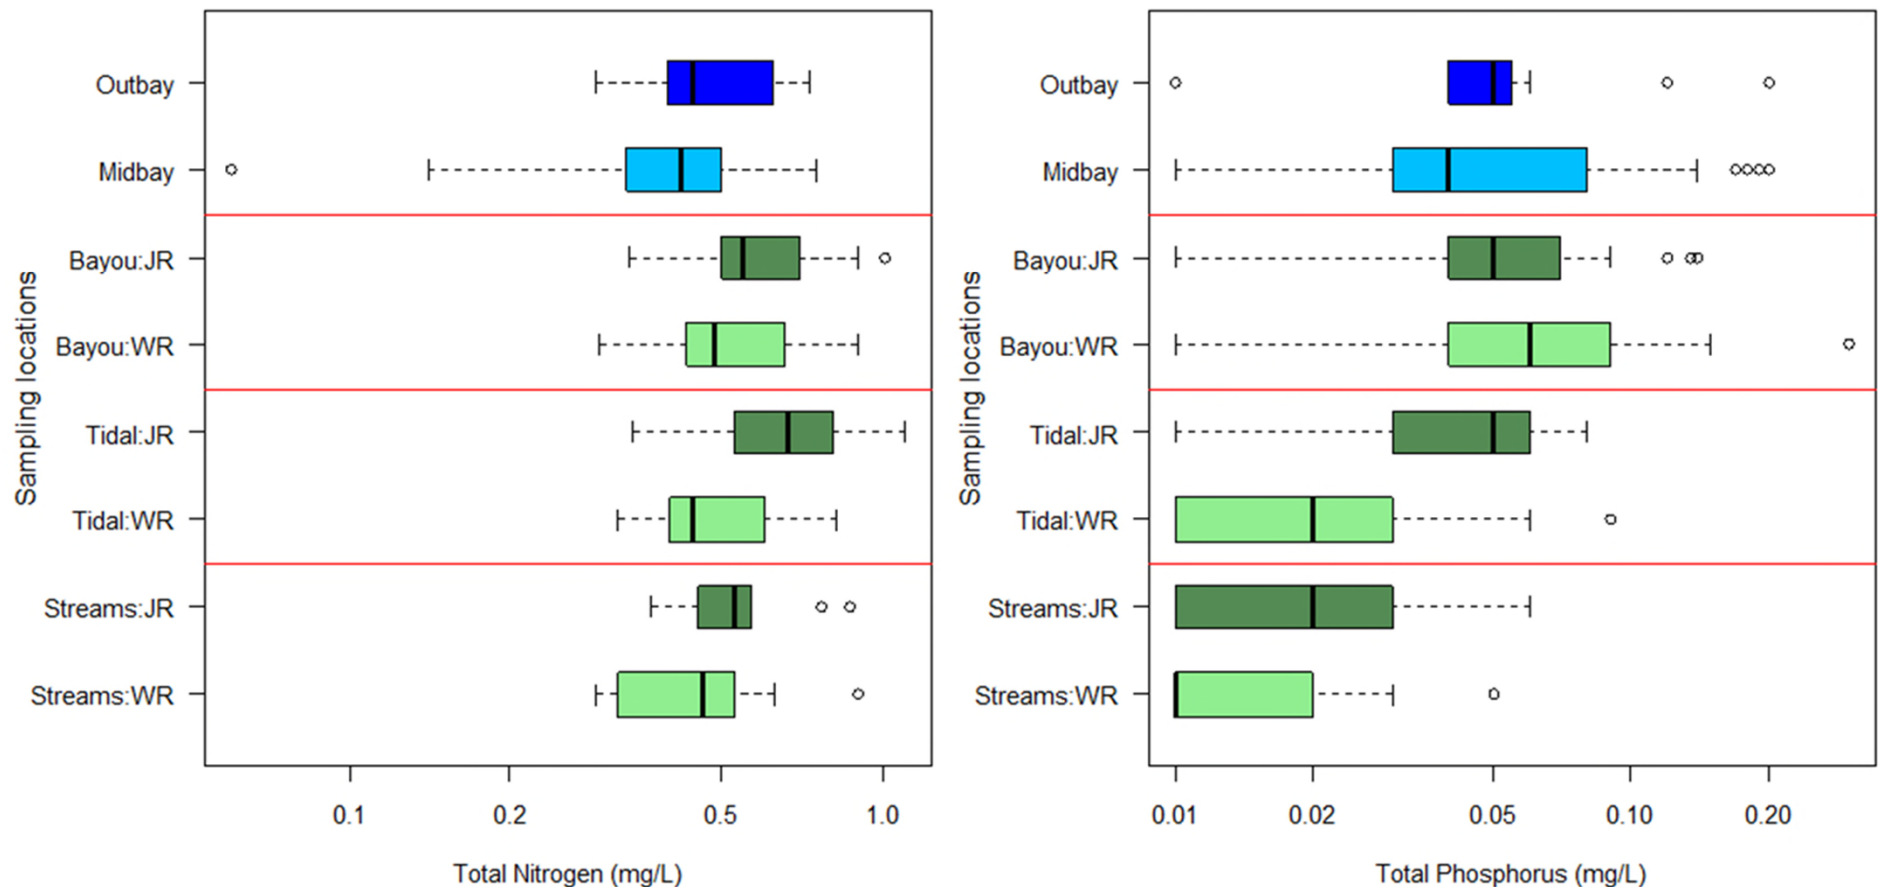 Outbay
Midbay
Bayou:JR
Bayou:WR
Tidal:JR
Tidal:WR
Streams:JR
Streams:WR
Sampling locations
0.1 0.2 0.5 1.0
Total Nitrogen (mg/L)
Outbay
Midbay
Bayou:JR
Bayou:WR
Tidal:JR
Tidal:WR
Streams:JR
Streams:WR
Sampling locations
0.01 0.02 0.05 0.10 0.20
Total Phosphorus (mg/L)